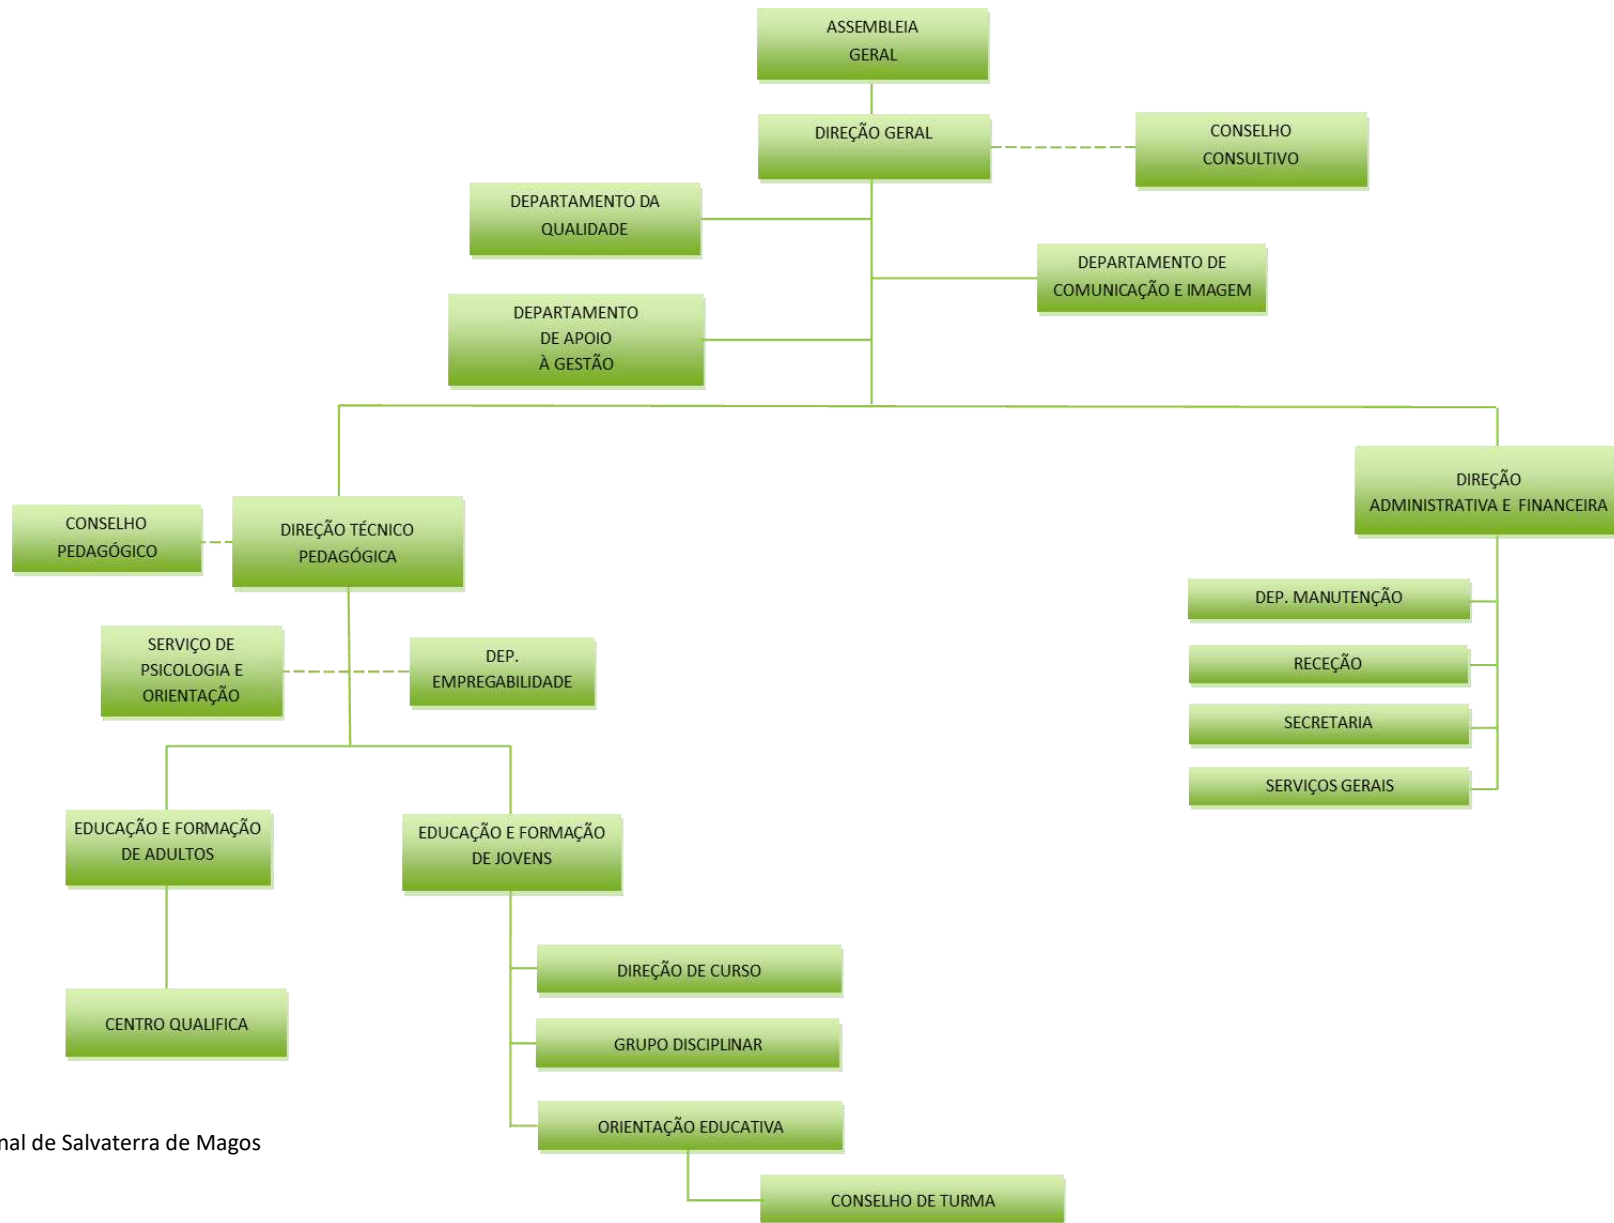 ASSEMBLEIA
GERAL
DIREÇÃO GERAL
CONSELHO
CONSULTIVO
DEPARTAMENTO DA
QUALIDADE
DEPARTAMENTO DE
COMUNICAÇÃO E IMAGEM
DEPARTAMENTO
DE APOIO
À GESTÃO
DIREÇÃO
ADMINISTRATIVA E FINANCEIRA
CONSELHO
PEDAGÓGICO
DIREÇÃO TÉCNICO
PEDAGÓGICA
DEP. MANUTENÇÃO
SERVIÇO DE
PSICOLOGIA E
ORIENTAÇÃO
DEP.
EMPREGABILIDADE
RECEÇÃO
SECRETARIA
SERVIÇOS GERAIS
EDUCAÇÃO E FORMAÇÃO
DE ADULTOS
EDUCAÇÃO E FORMAÇÃO
DE JOVENS
DIREÇÃO DE CURSO
CENTRO QUALIFICA
GRUPO DISCIPLINAR
ORIENTAÇÃO EDUCATIVA
nal de Salvaterra de Magos
CONSELHO DE TURMA